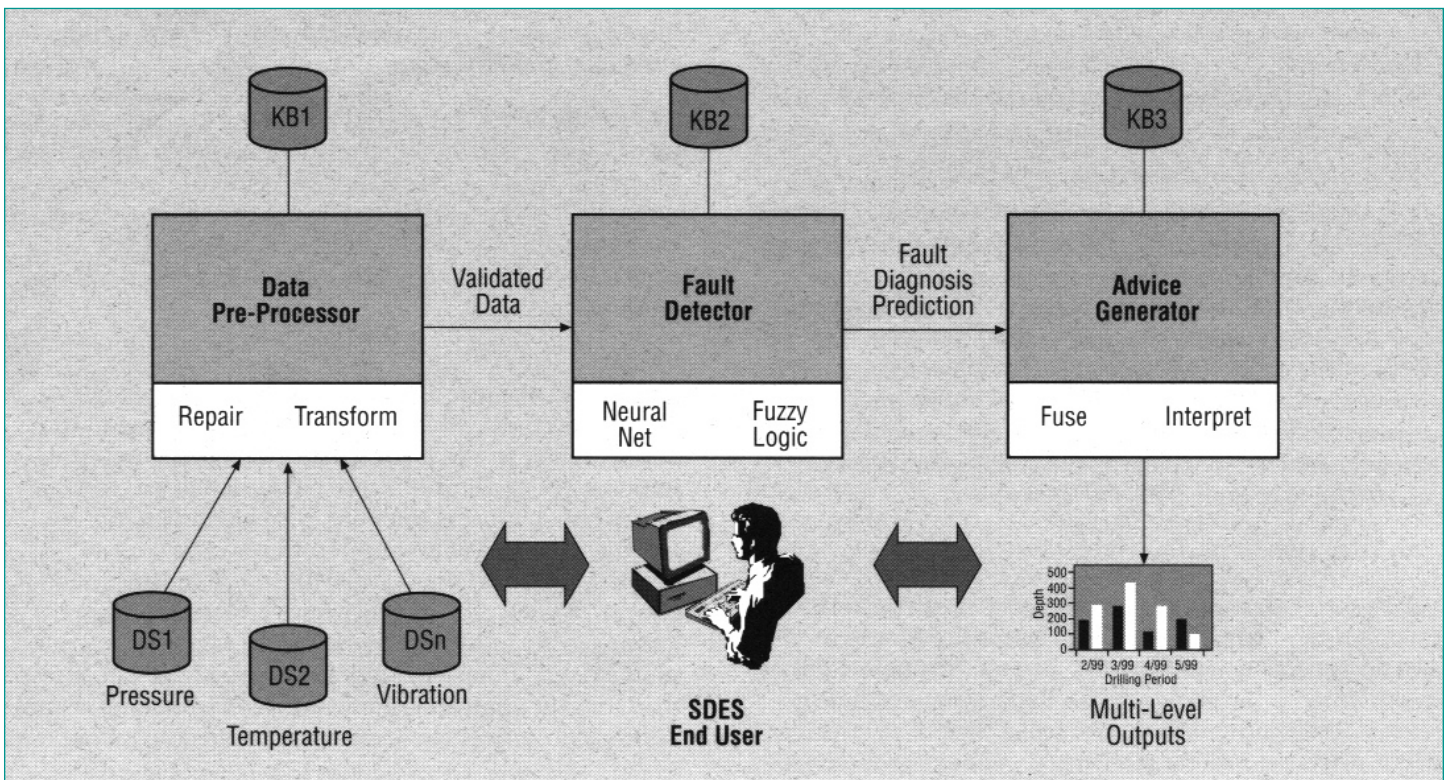 KB1
KB2
KB3
Data
Pre-Processor
Validated
Data
Fault
Detector
Fault
Diagnosis
Prediction
Advice
Generator
Repair Transform
Neural
Net
Fuzzy
Logic
Fuse Interpret
DS1
Pressure
DS2
Temperature
DSn
Vibration
SDES
End User
Depth
500
400
300
200
100
0
2/99 3/99 4/99 5/99
Drilling Period
Multi-Level
Outputs